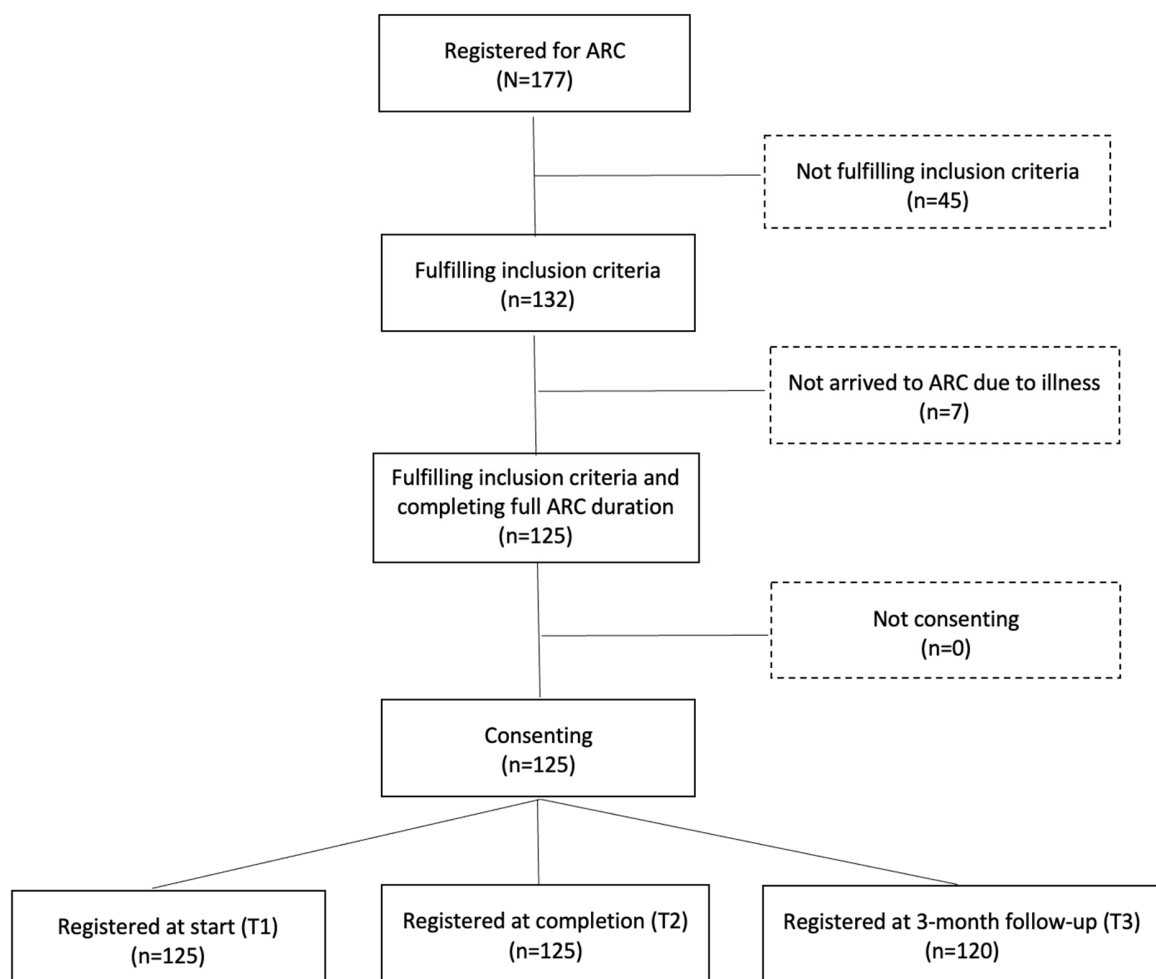 Registered for ARC
(N=177)
Not fulfilling inclusion criteria
(n=45)
Fulfilling inclusion criteria
(n=132)
Not arrived to ARC due to illness
(n=7)
Fulfilling inclusion criteria and
completing full ARC duration
(n=125)
Not consenting
(n=0)
Consenting
(n=125)
Registered at start (T1)
(n=125)
Registered at completion (T2)
(n=125)
Registered at 3-month follow-up (T3)
(n=120)